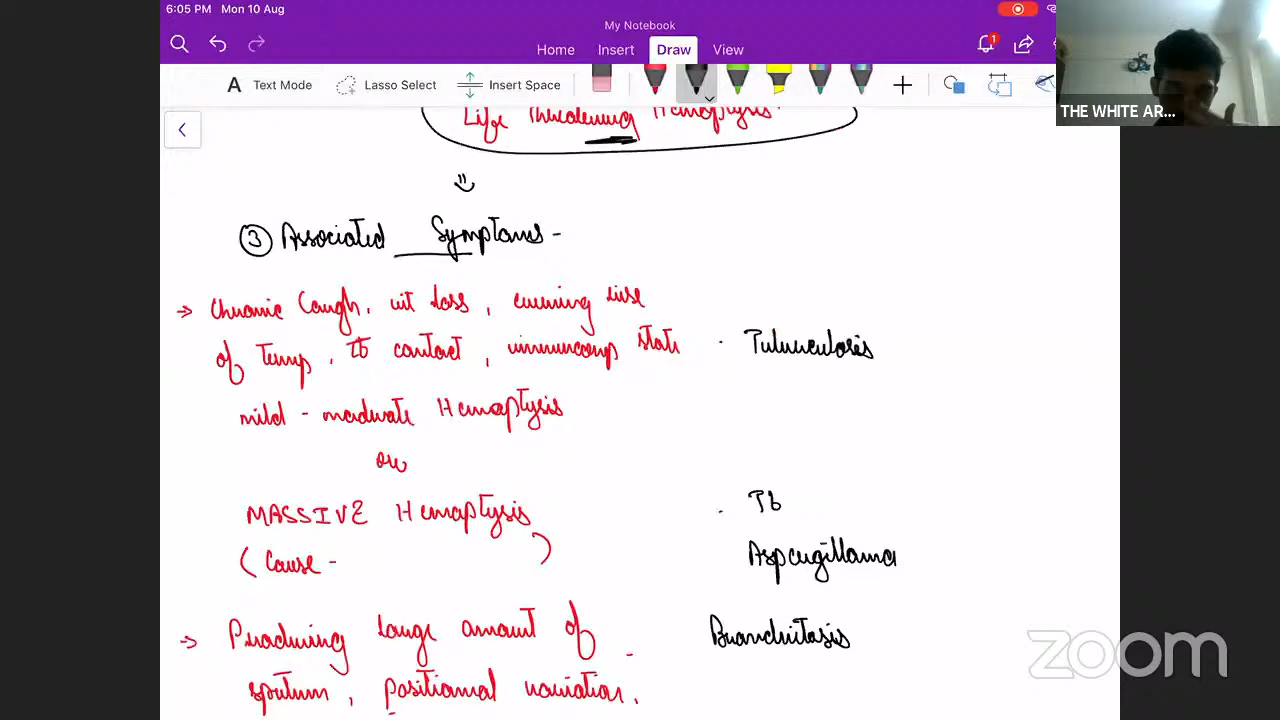 6:05 PM Mon 10 Aug
My Notebook
Home Insert Draw View
1
A Text Mode Lasso Select Insert Space
THE WHITE AR...
Life Threatening Hemoptysis
③ Associated Symptoms -
→ Chronic Cough, wt loss, evening rise
of Temp, Tb contact, immunocomp state . Tuberculosis
mild - moderate Hemoptysis
or
MASSIVE Hemoptysis . Tb
(Cause - ) Aspergilloma
→ Producing large amount of Bronchitasis
sputum, positional variation.
zoom